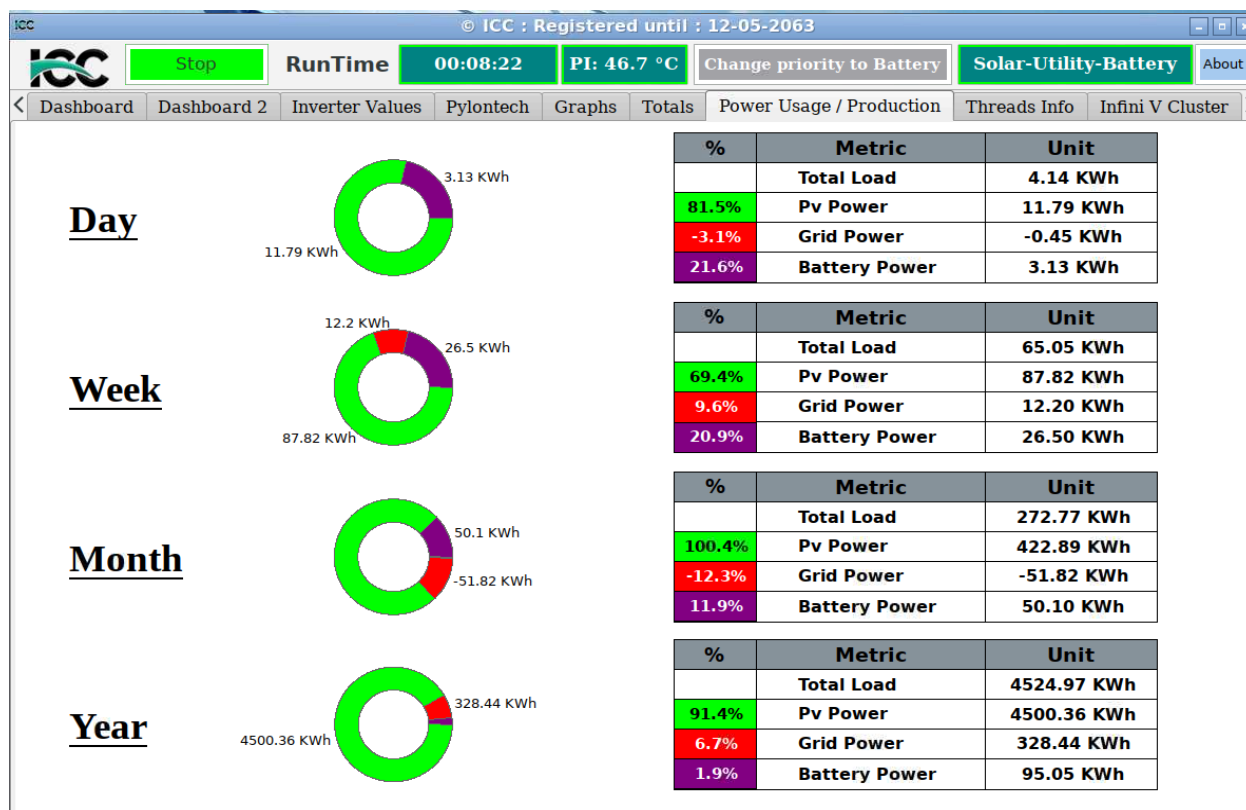 ICC © ICC : Registered until : 12-05-2063
ICC Stop RunTime 00:08:22 PI: 46.7 °C Change priority to Battery Solar-Utility-Battery About
Dashboard Dashboard 2 Inverter Values Pylontech Graphs Totals Power Usage / Production Threads Info Infini V Cluster
Day
3.13 KWh
11.79 KWh
% Metric Unit
Total Load 4.14 KWh
81.5% Pv Power 11.79 KWh
-3.1% Grid Power -0.45 KWh
21.6% Battery Power 3.13 KWh
Week
12.2 KWh
26.5 KWh
87.82 KWh
% Metric Unit
Total Load 65.05 KWh
69.4% Pv Power 87.82 KWh
9.6% Grid Power 12.20 KWh
20.9% Battery Power 26.50 KWh
Month
50.1 KWh
-51.82 KWh
% Metric Unit
Total Load 272.77 KWh
100.4% Pv Power 422.89 KWh
-12.3% Grid Power -51.82 KWh
11.9% Battery Power 50.10 KWh
Year
328.44 KWh
4500.36 KWh
% Metric Unit
Total Load 4524.97 KWh
91.4% Pv Power 4500.36 KWh
6.7% Grid Power 328.44 KWh
1.9% Battery Power 95.05 KWh